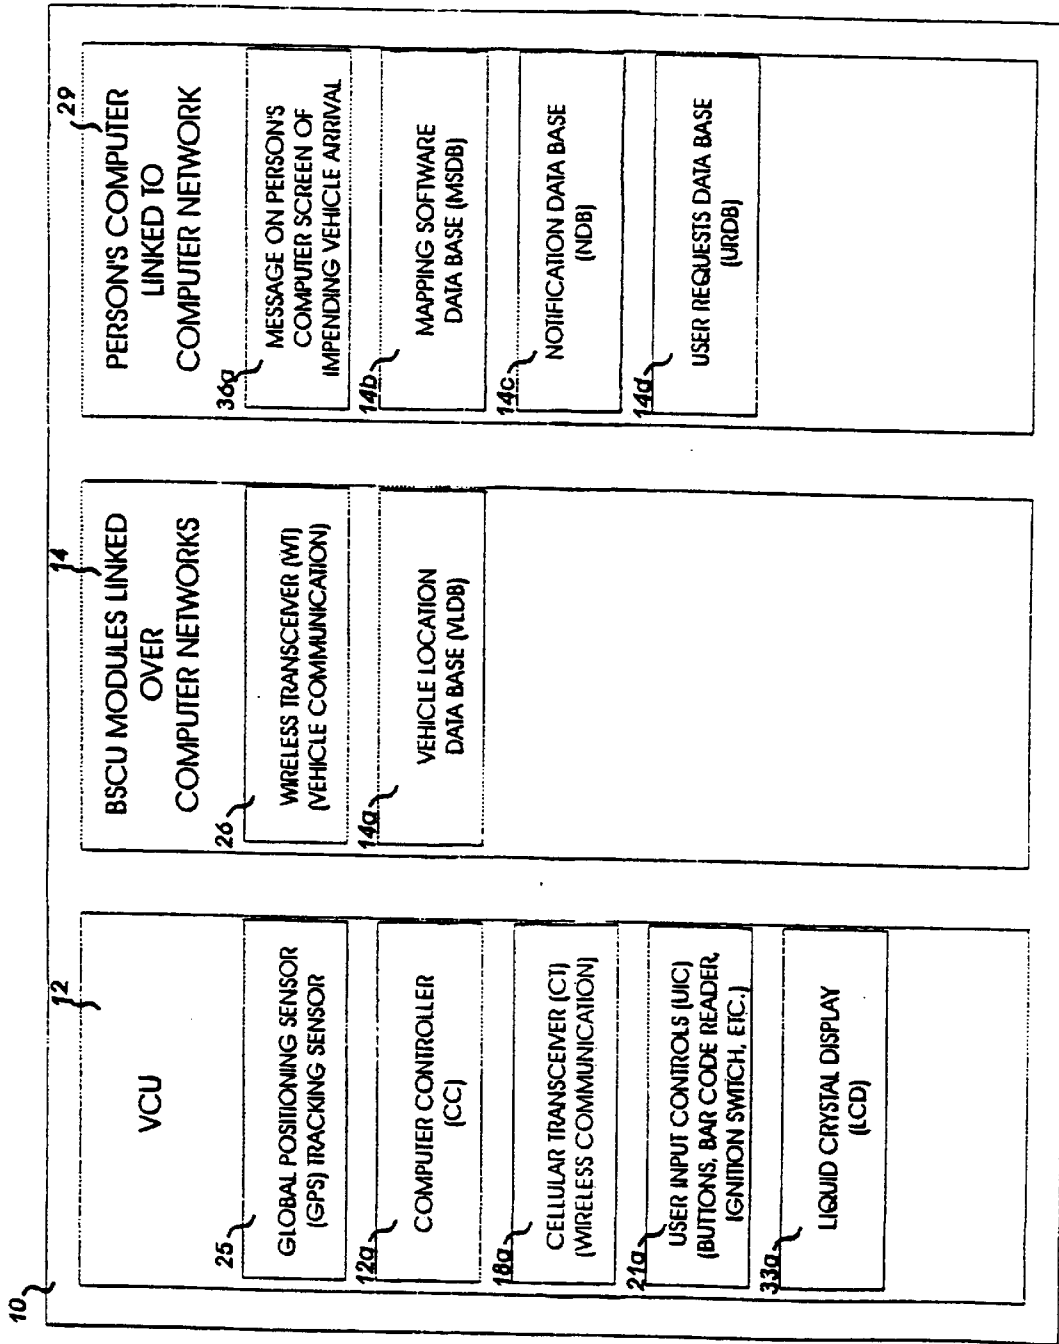 10
12
VCU
25
GLOBAL POSITIONING SENSOR
(GPS) TRACKING SENSOR
12a
COMPUTER CONTROLLER
(CC)
18a
CELLULAR TRANSCEIVER (CT)
(WIRELESS COMMUNICATION)
21a
USER INPUT CONTROLS (UIC)
(BUTTONS, BAR CODE READER,
IGNITION SWITCH, ETC.)
33a
LIQUID CRYSTAL DISPLAY
(LCD)
14
BSCU MODULES LINKED
OVER
COMPUTER NETWORKS
26
WIRELESS TRANSCEIVER (WT)
(VEHICLE COMMUNICATION)
14a
VEHICLE LOCATION
DATA BASE (VLDB)
29
PERSON'S COMPUTER
LINKED TO
COMPUTER NETWORK
36a
MESSAGE ON PERSON'S
COMPUTER SCREEN OF
IMPENDING VEHICLE ARRIVAL
14b
MAPPING SOFTWARE
DATA BASE (MSDB)
14c
NOTIFICATION DATA BASE
(NDB)
14d
USER REQUESTS DATA BASE
(URDB)